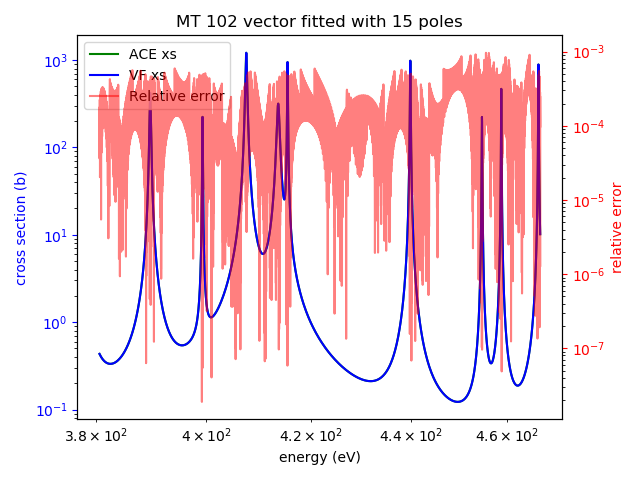 MT 102 vector fitted with 15 poles
ACE xs
VF xs
Relative error
cross section (b)
10³
10²
10¹
10⁰
10⁻¹
relative error
10⁻³
10⁻⁴
10⁻⁵
10⁻⁶
10⁻⁷
3.8 × 10² 4 × 10² 4.2 × 10² 4.4 × 10² 4.6 × 10²
energy (eV)